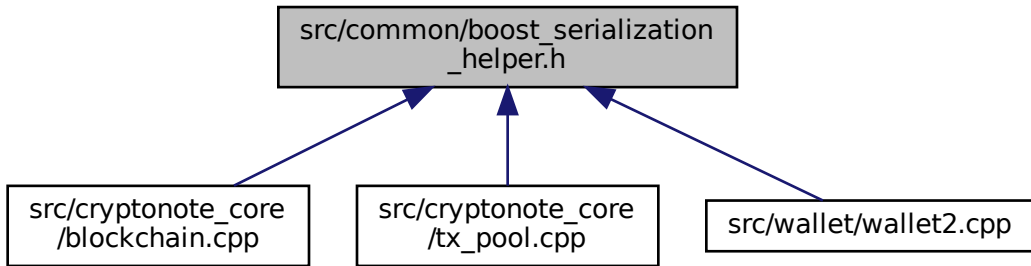 src/common/boost_serialization
_helper.h
src/cryptonote_core
/blockchain.cpp
src/cryptonote_core
/tx_pool.cpp
src/wallet/wallet2.cpp